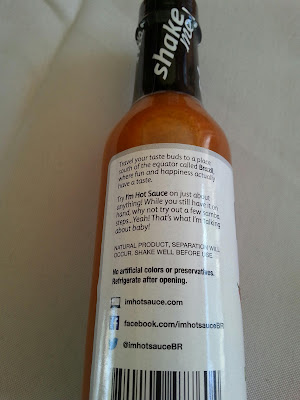 shake
me!
Travel your taste buds to a place
south of the equator called Brazil,
where fun and happiness actually
have a taste.
Try I'm Hot Sauce on just about
anything! While you still have it on
hand, why not try out a few samba
steps...Yeah! That's what I'm talking
about baby!
NATURAL PRODUCT, SEPARATION WILL
OCCUR. SHAKE WELL BEFORE USE.
No artificial colors or preservatives.
Refrigerate after opening.
imhotsauce.com
facebook.com/imhotsauceBR
@imhotsauceBR